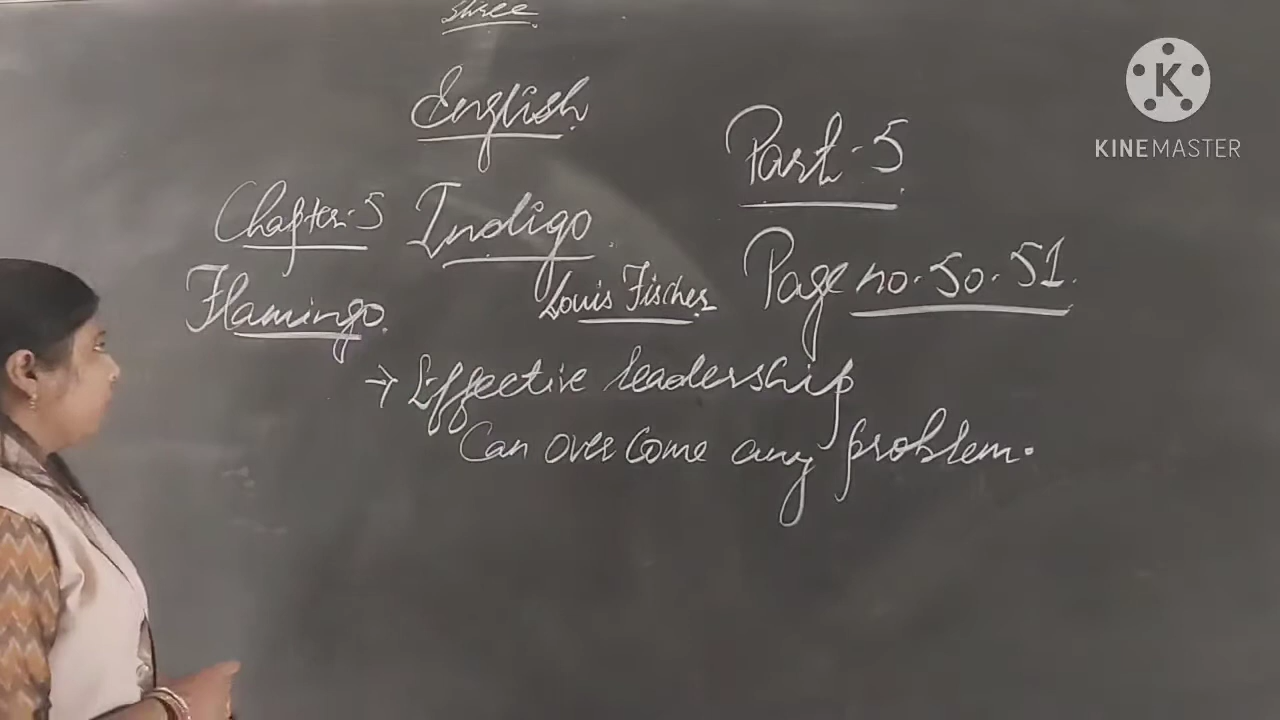 Shree
English
Part-5
Chapter-5 Indigo
Flamingo Louis Fischer
Page no. 50-51.
→ Effective leadership
Can over come any problem.
K
KINEMASTER